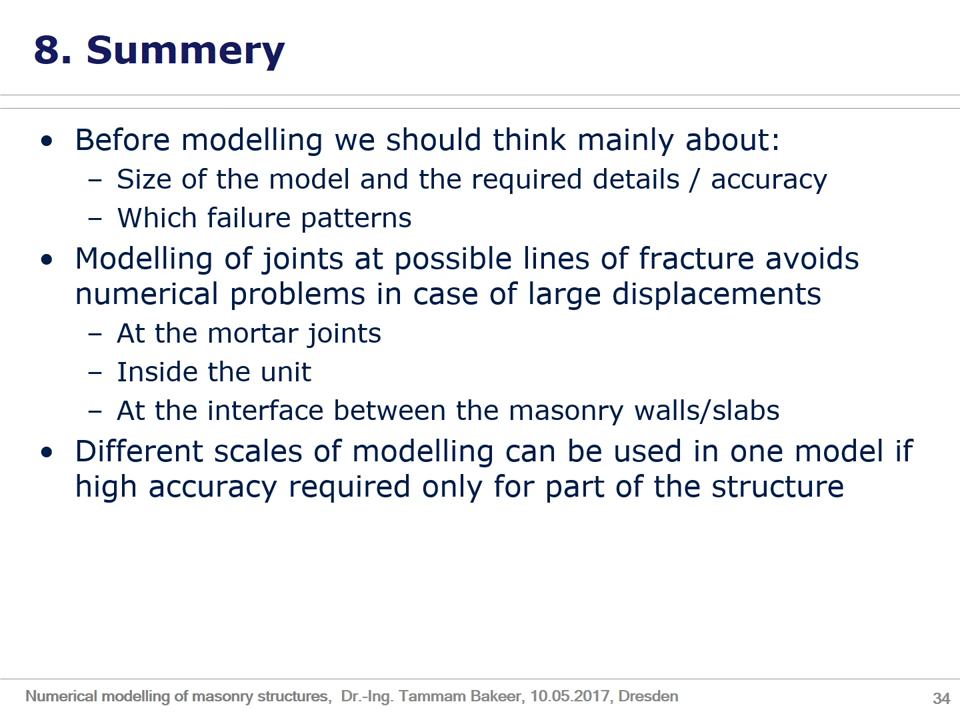 8. Summery
• Before modelling we should think mainly about:
– Size of the model and the required details / accuracy
– Which failure patterns
• Modelling of joints at possible lines of fracture avoids
numerical problems in case of large displacements
– At the mortar joints
– Inside the unit
– At the interface between the masonry walls/slabs
• Different scales of modelling can be used in one model if
high accuracy required only for part of the structure
Numerical modelling of masonry structures, Dr.-Ing. Tammam Bakeer, 10.05.2017, Dresden 34